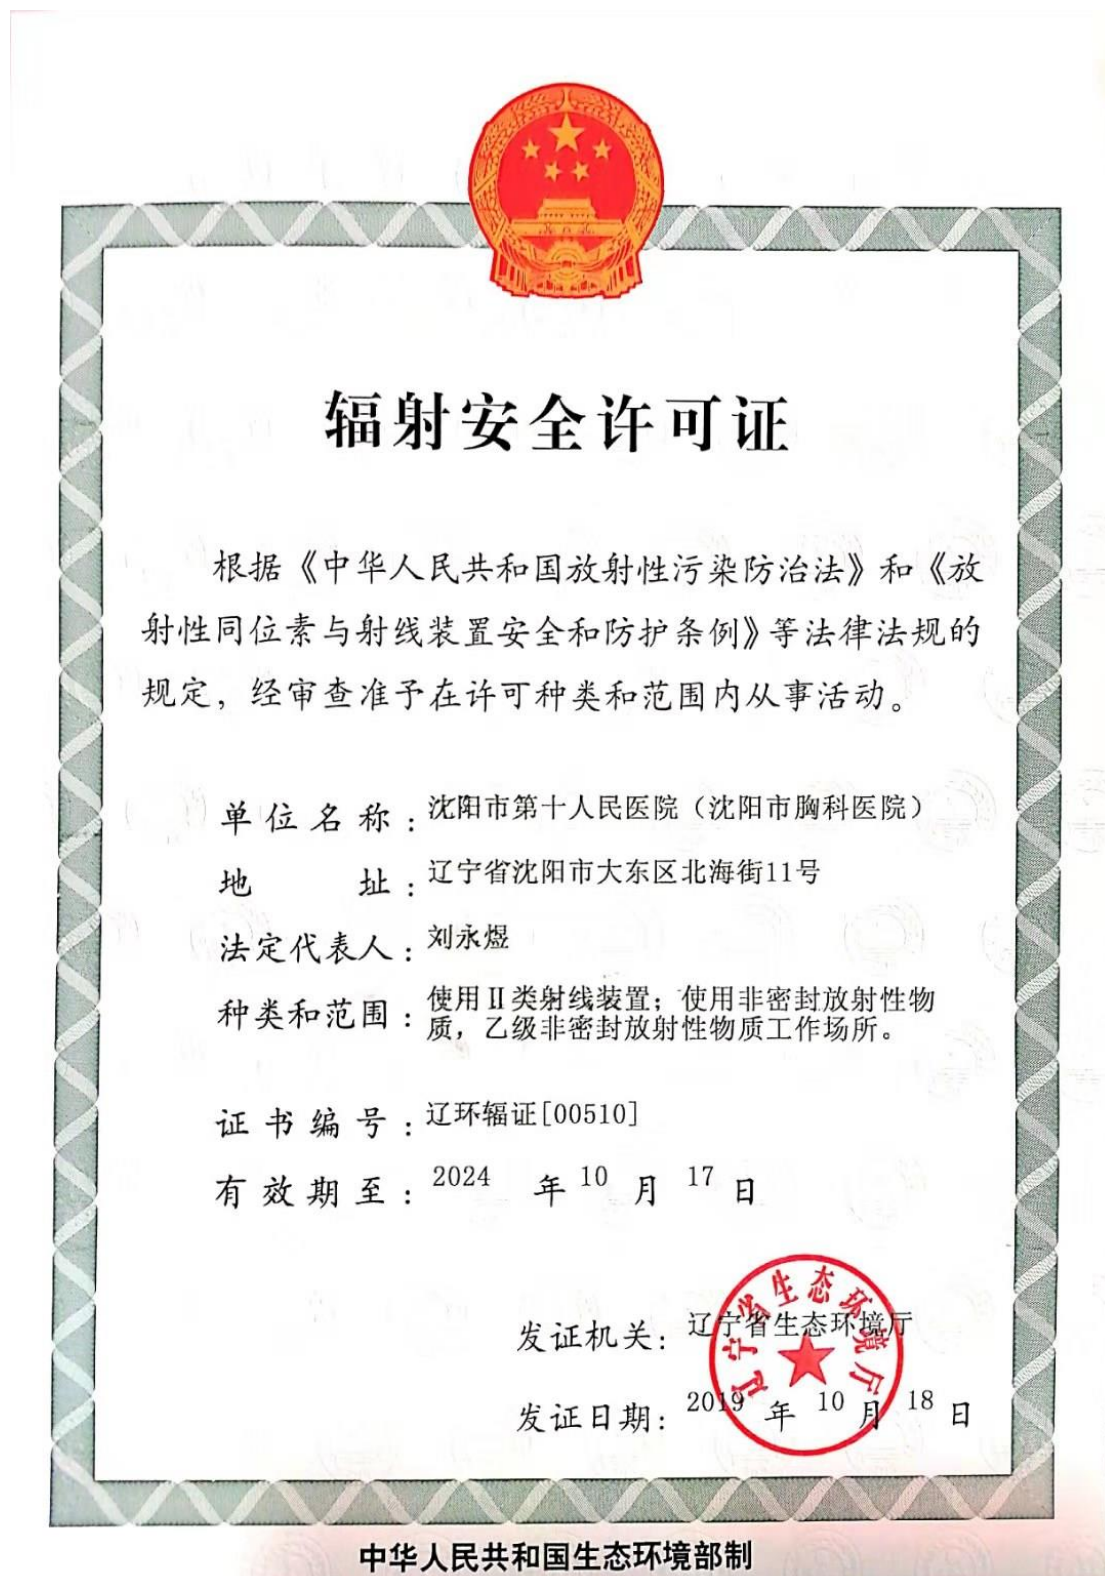 辐射安全许可证
根据《中华人民共和国放射性污染防治法》和《放
射性同位素与射线装置安全和防护条例》等法律法规的
规定，经审查准予在许可种类和范围内从事活动。
单位名称：沈阳市第十人民医院（沈阳市胸科医院）
地址：辽宁省沈阳市大东区北海街11号
法定代表人：刘永煜
种类和范围：使用Ⅱ类射线装置；使用非密封放射性物
质，乙级非密封放射性物质工作场所。
证书编号：辽环辐证[00510]
有效期至：2024 年 10 月 17 日
辽宁省生态环境厅
发证机关：辽宁省生态环境厅
发证日期：2019 年 10 月 18 日
中华人民共和国生态环境部制